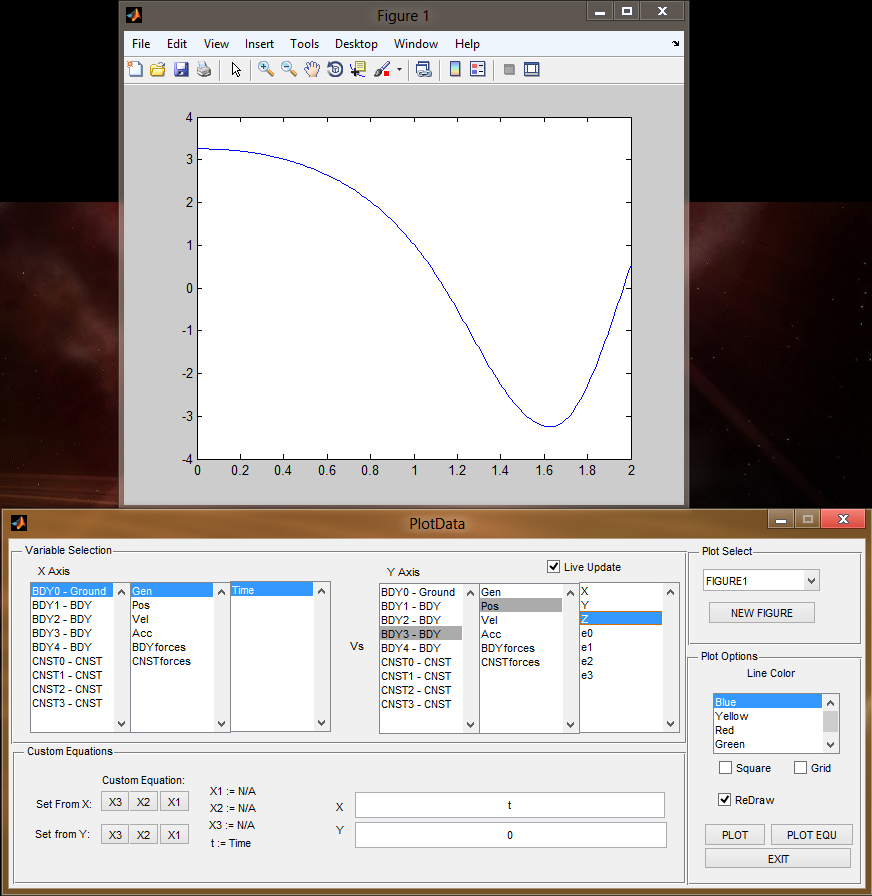 Figure 1
File Edit View Insert Tools Desktop Window Help
4
3
2
1
0
-1
-2
-3
-4
0 0.2 0.4 0.6 0.8 1 1.2 1.4 1.6 1.8 2
PlotData
Variable Selection
X Axis
BDY0 - Ground
BDY1 - BDY
BDY2 - BDY
BDY3 - BDY
BDY4 - BDY
CNST0 - CNST
CNST1 - CNST
CNST2 - CNST
CNST3 - CNST
Gen
Pos
Vel
Acc
BDYforces
CNSTforces
Time
Vs
Y Axis
Live Update
BDY0 - Ground
BDY1 - BDY
BDY2 - BDY
BDY3 - BDY
BDY4 - BDY
CNST0 - CNST
CNST1 - CNST
CNST2 - CNST
CNST3 - CNST
Gen
Pos
Vel
Acc
BDYforces
CNSTforces
X
Y
Z
e0
e1
e2
e3
Plot Select
FIGURE1
NEW FIGURE
Plot Options
Line Color
Blue
Yellow
Red
Green
Square Grid
ReDraw
PLOT PLOT EQU
EXIT
Custom Equations
Custom Equation:
Set From X: X3 X2 X1
Set from Y: X3 X2 X1
X1 := N/A
X2 := N/A
X3 := N/A
t := Time
X t
Y 0